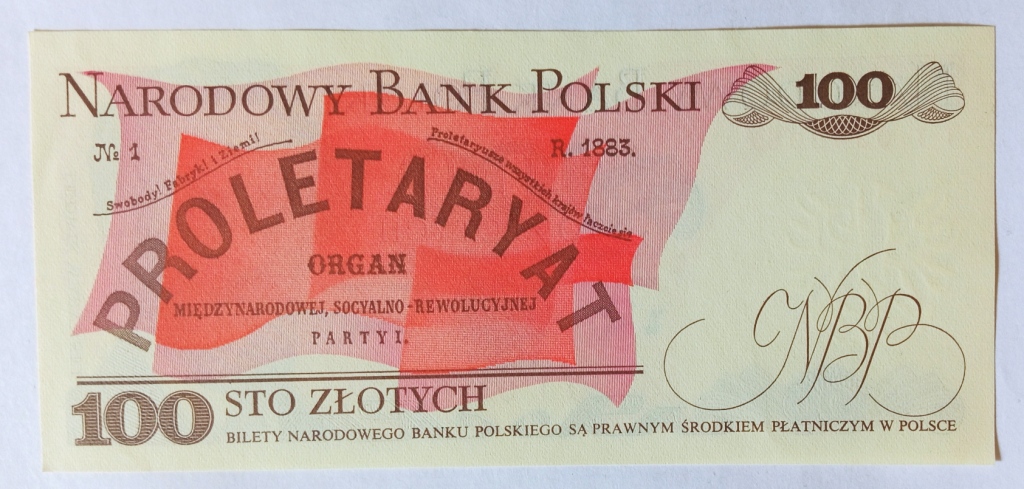 NARODOWY BANK POLSKI
100
№ 1
Swobody! Fabryk! i Ziemi!
Proletaryusze wszystkich krajów łączcie się
R. 1883.
PROLETARYAT
ORGAN
MIĘDZYNARODOWEJ, SOCYALNO-REWOLUCYJNEJ
PARTYI.
NBP
100 STO ZŁOTYCH
BILETY NARODOWEGO BANKU POLSKIEGO SĄ PRAWNYM ŚRODKIEM PŁATNICZYM W POLSCE